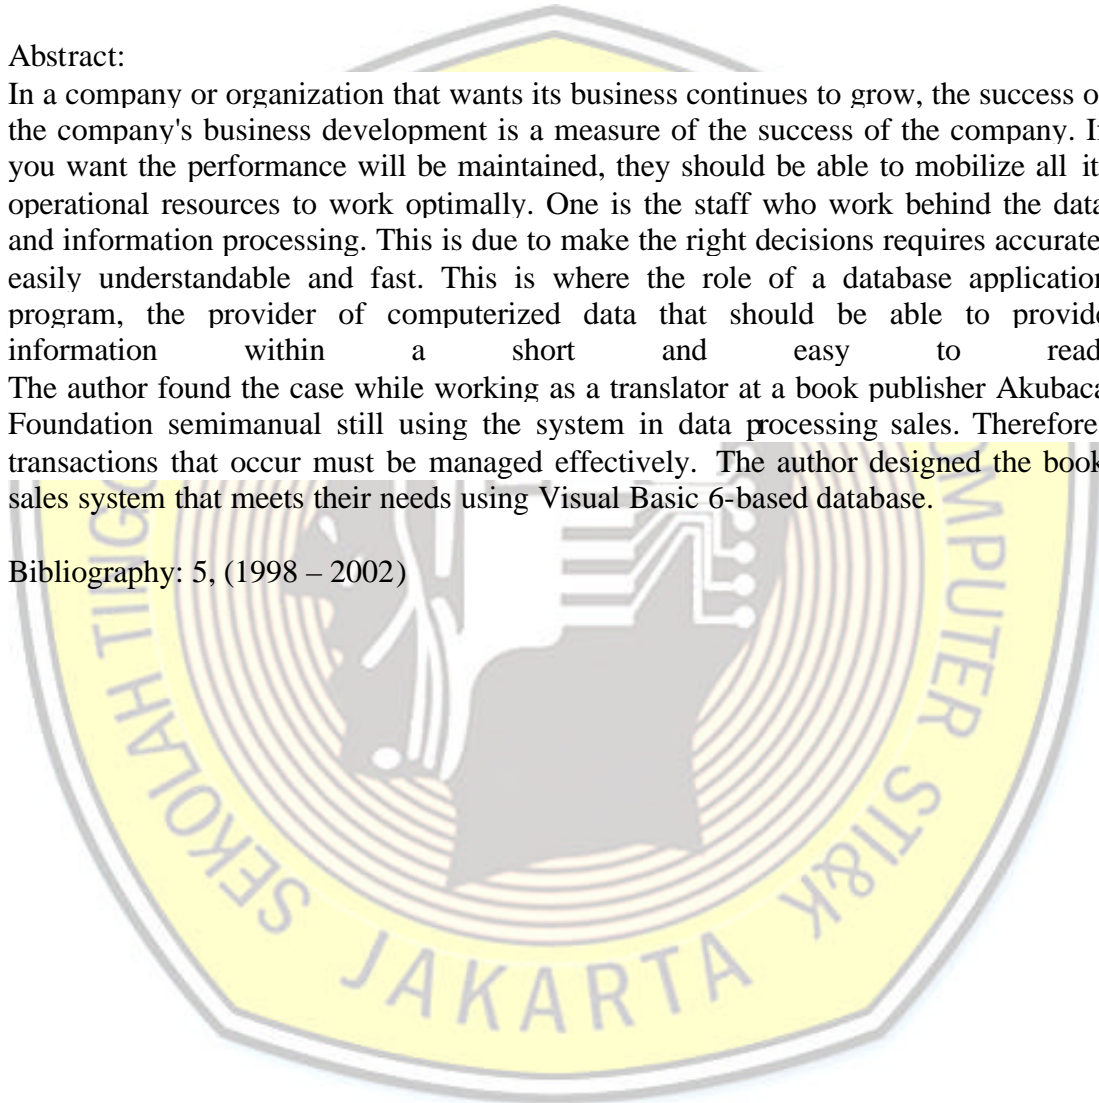 Abstract:
In a company or organization that wants its business continues to grow, the success o
the company's business development is a measure of the success of the company. I
you want the performance will be maintained, they should be able to mobilize all it
operational resources to work optimally. One is the staff who work behind the data
and information processing. This is due to make the right decisions requires accurate
easily understandable and fast. This is where the role of a database application
program, the provider of computerized data that should be able to provide
information within a short and easy to read
The author found the case while working as a translator at a book publisher Akubaca
Foundation semimanual still using the system in data processing sales. Therefore
transactions that occur must be managed effectively. The author designed the book
sales system that meets their needs using Visual Basic 6-based database.
Bibliography: 5, (1998 – 2002)
SEKOLAH TINGG
JAKARTA
STI&K
OMPUTER